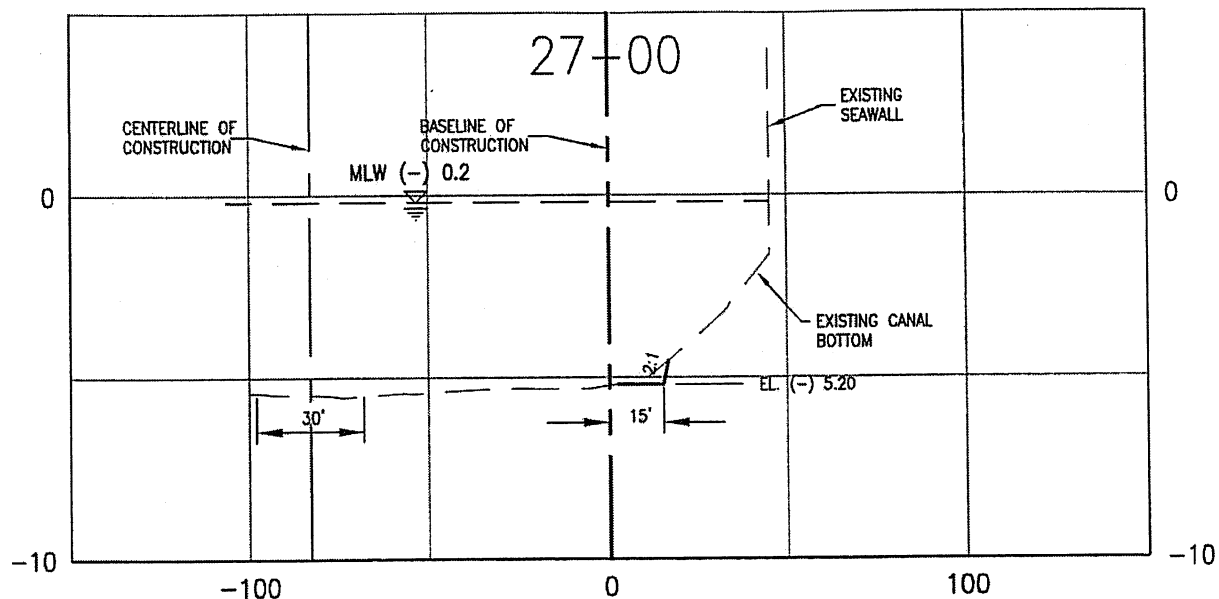 27+00
EXISTING
SEAWALL
CENTERLINE OF
CONSTRUCTION
BASELINE OF
CONSTRUCTION
MLW (-) 0.2
0
0
EXISTING CANAL
BOTTOM
2:1
EL. (-) 5.20
30'
15'
-10
-10
-100
0
100